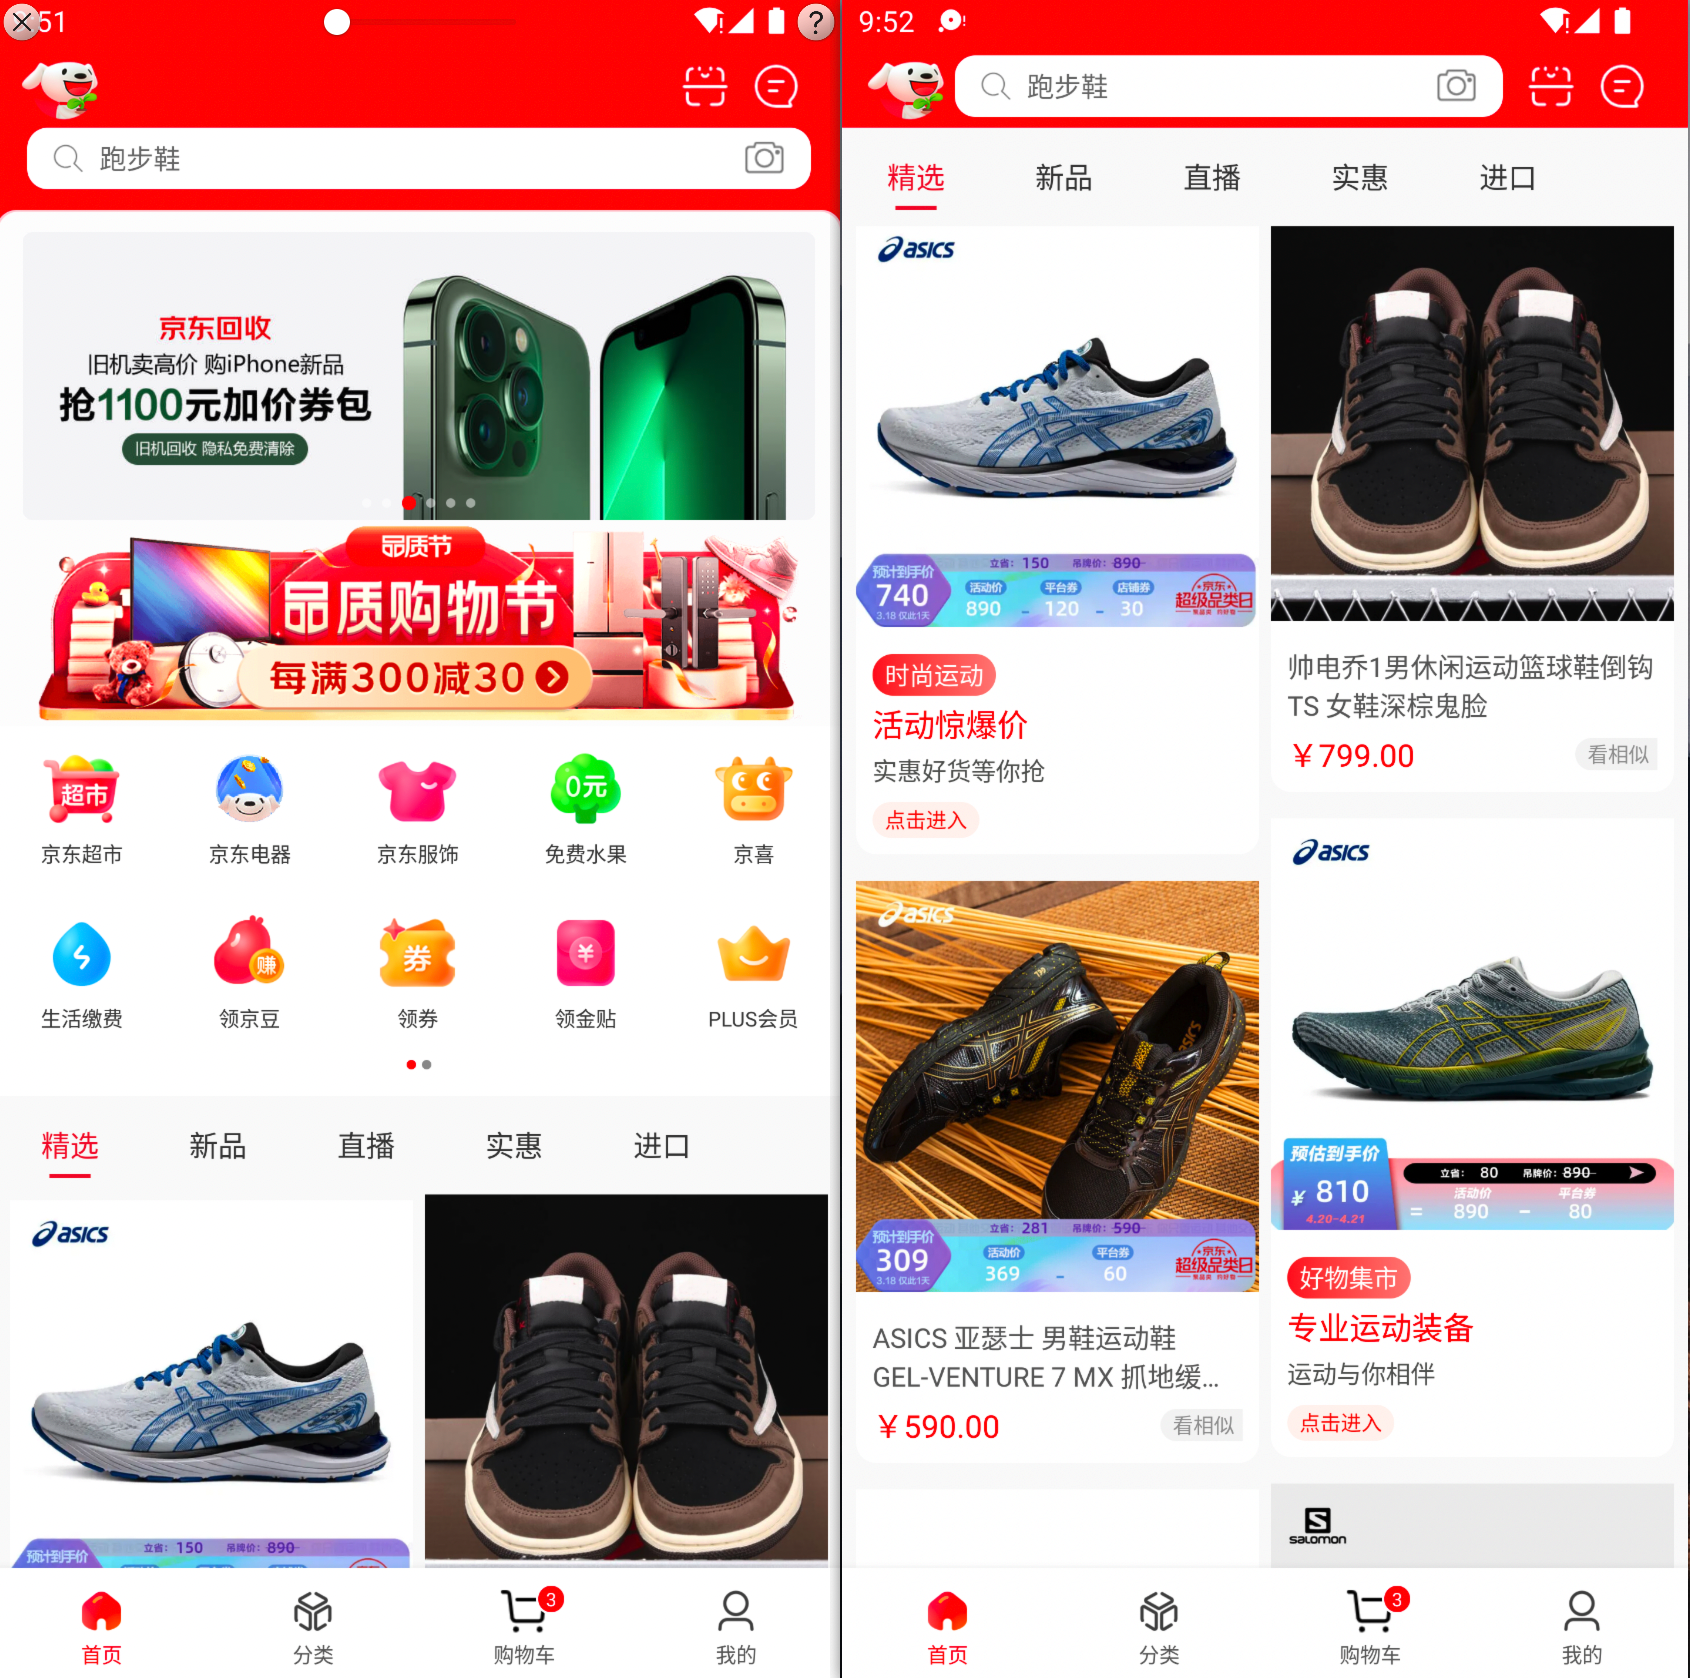 51
?
跑步鞋
京东回收
旧机卖高价 购iPhone新品
抢1100元加价券包
旧机回收 隐私免费清除
品质节
品质购物节
每满300减30
超市
0元
京东超市
京东电器
京东服饰
免费水果
京喜
赚
券
¥
生活缴费
领京豆
领券
领金贴
PLUS会员
精选
新品
直播
实惠
进口
asics
预计到手价
立省: 150
吊牌价: 890
首页
分类
3
购物车
我的
9:52
跑步鞋
精选
新品
直播
实惠
进口
asics
预计到手价
740
3.18 仅此1天
立省: 150
吊牌价: 890
活动价
890
-
平台券
120
-
店铺券
30
京东
超级品类日
时尚运动
活动惊爆价
实惠好货等你抢
点击进入
帅电乔1男休闲运动篮球鞋倒钩
TS 女鞋深棕鬼脸
¥799.00
看相似
asics
asics
预计到手价
309
3.18 仅此1天
立省: 281
吊牌价: 590
活动价
369
-
平台券
60
京东
超级品类日
ASICS 亚瑟士 男鞋运动鞋
GEL-VENTURE 7 MX 抓地缓...
¥590.00
看相似
asics
预估到手价
¥ 810
4.20-4.21
立省: 80
吊牌价: 890
=
活动价
890
-
平台券
80
好物集市
专业运动装备
运动与你相伴
点击进入
S
SALOMON
首页
分类
3
购物车
我的